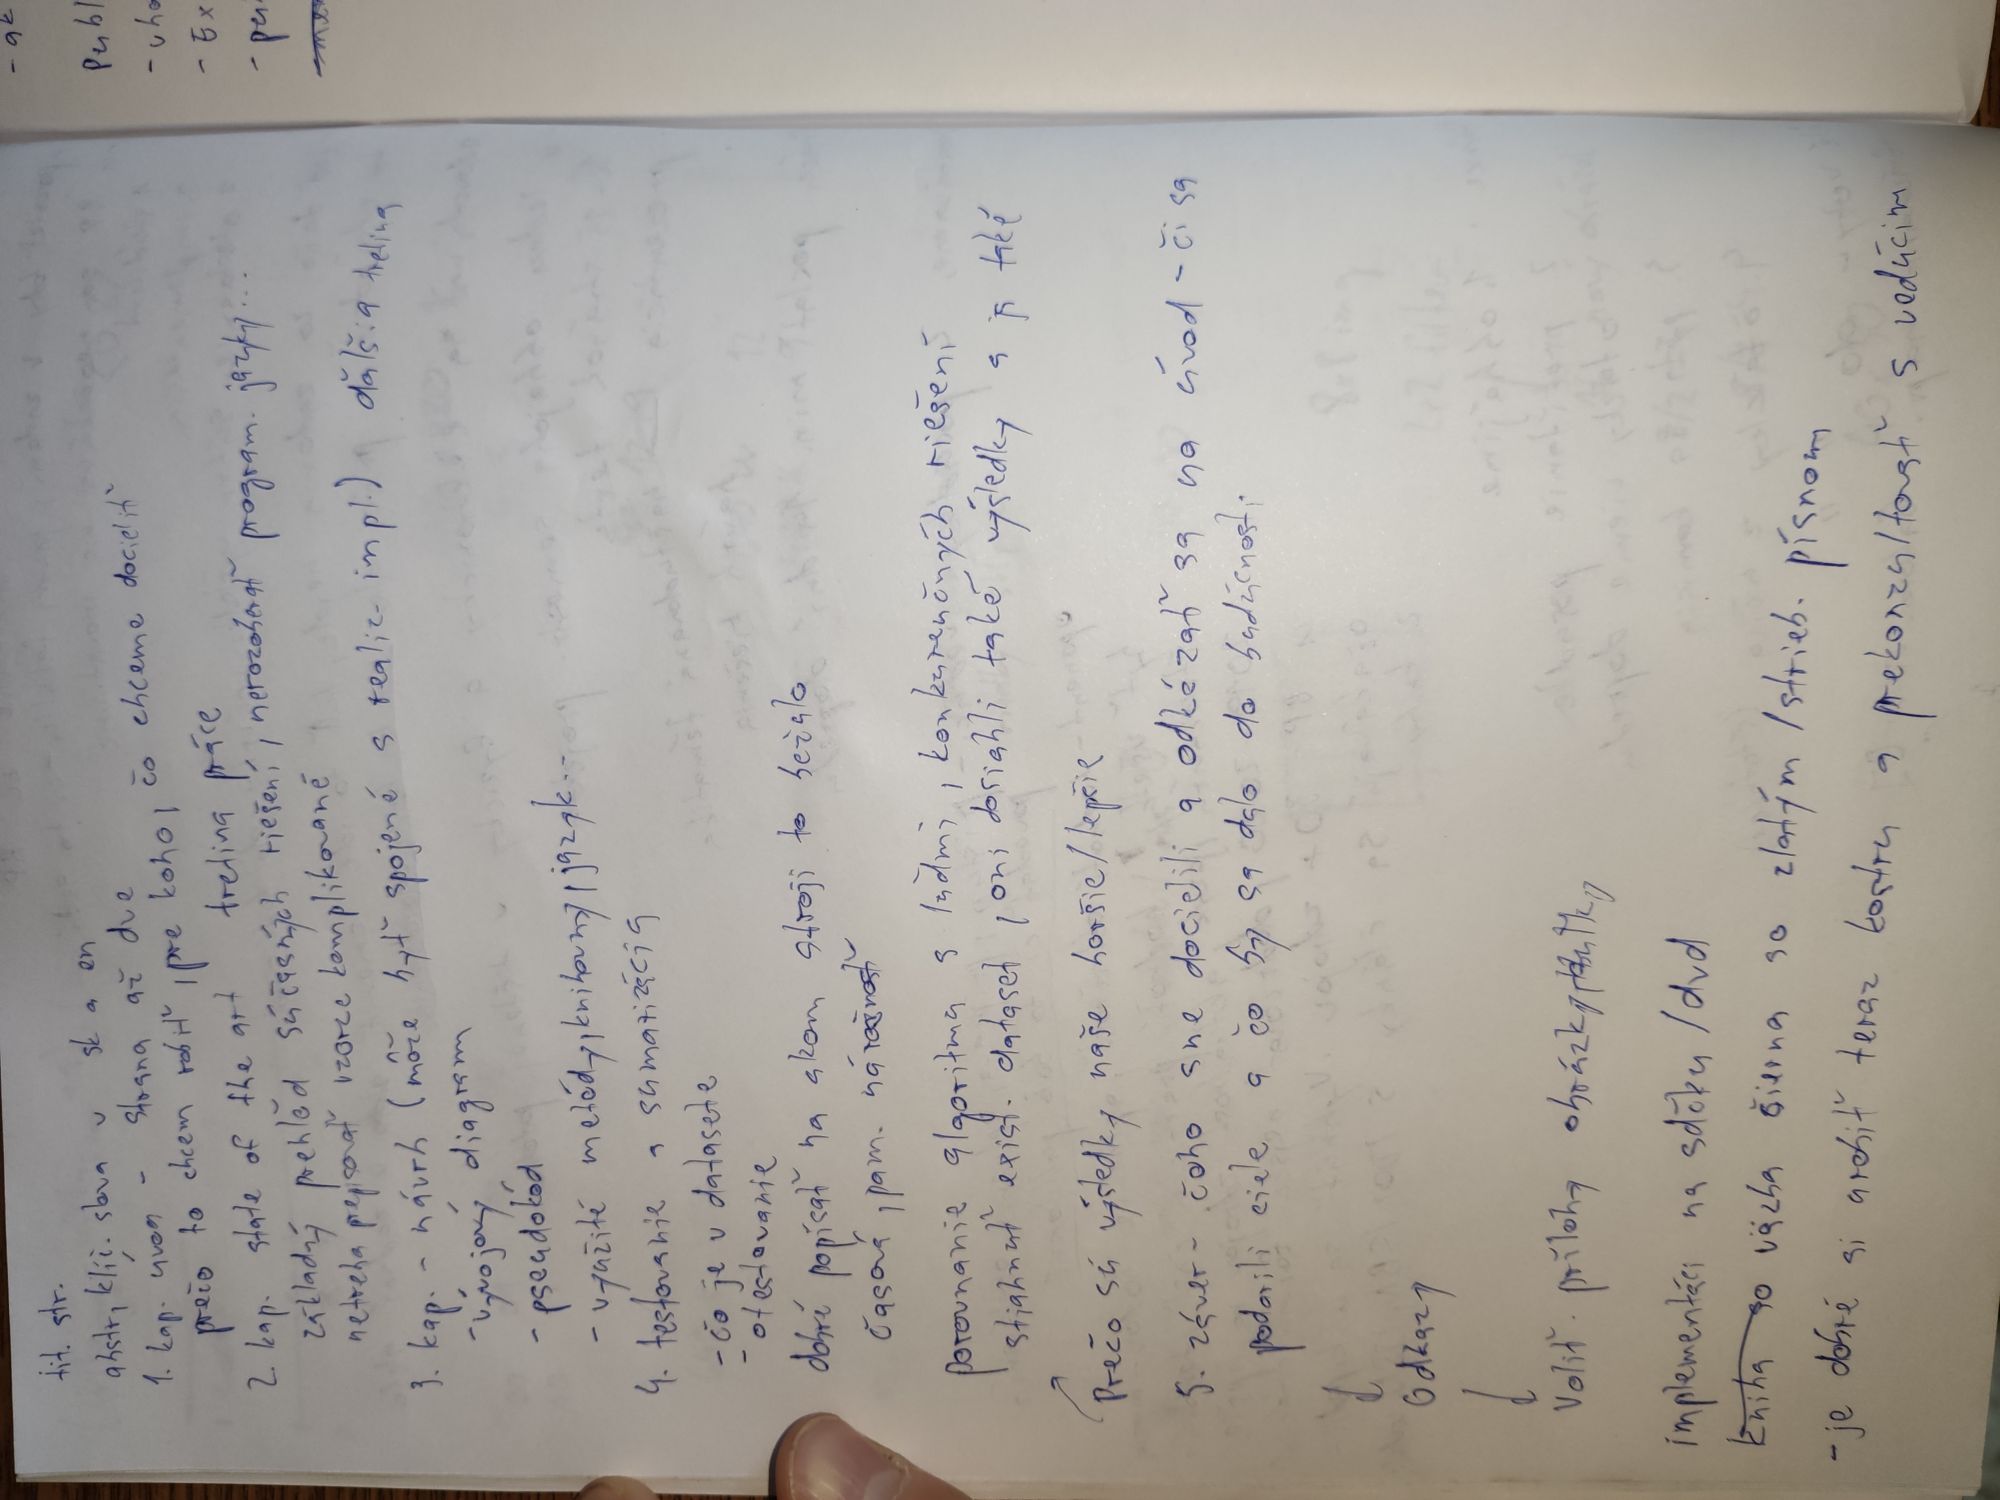 - ak
Publ
- vho
- Ex
- per
tit. str.
abstr, kľúč. slová v sk a en
1. kap. úvod - strana až dve
prečo to chcem robiť, pre koho, čo chceme docieliť
2. kap. state of the art tretina práce
základný prehľad súčasných riešení, nerozoberať program. jazyky...
netreba prepisovať vzorce komplikované
3. kap. - návrh (môže byť spojené s realiz. impl.) ďalšia tretina
- vývojový diagram
- pseudokód
- využité metódy, knihovny, jazyk..
4. testovanie a sumarizácia
- čo je v datasete
- otestovanie
dobré popísať na akom stroji to bežalo
časová, pam. náročnosť
porovnanie algoritmu s ľuďmi, konkurenčných riešení
stiahnuť exist. dataset, oni dosiahli také výsledky a ja také
Prečo sú výsledky naše horšie/lepšie
5. záver - čoho sme docielili a odkázať sa na úvod - či sa
podarili ciele a čo by sa dalo do budúcnosti
Odkazy
Voliť. prílohy obrázky,
implementáci na sdčku/dvd
kniha so väzba čierna so zlatým/strieb. písmom
- je dobré si urobiť teraz kostru a prekonzultovať s vedúcim